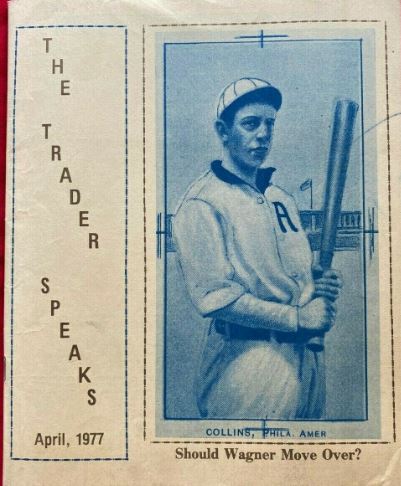 THE
TRADER
SPEAKS
April, 1977
A
COLLINS, PHILA. AMER
Should Wagner Move Over?